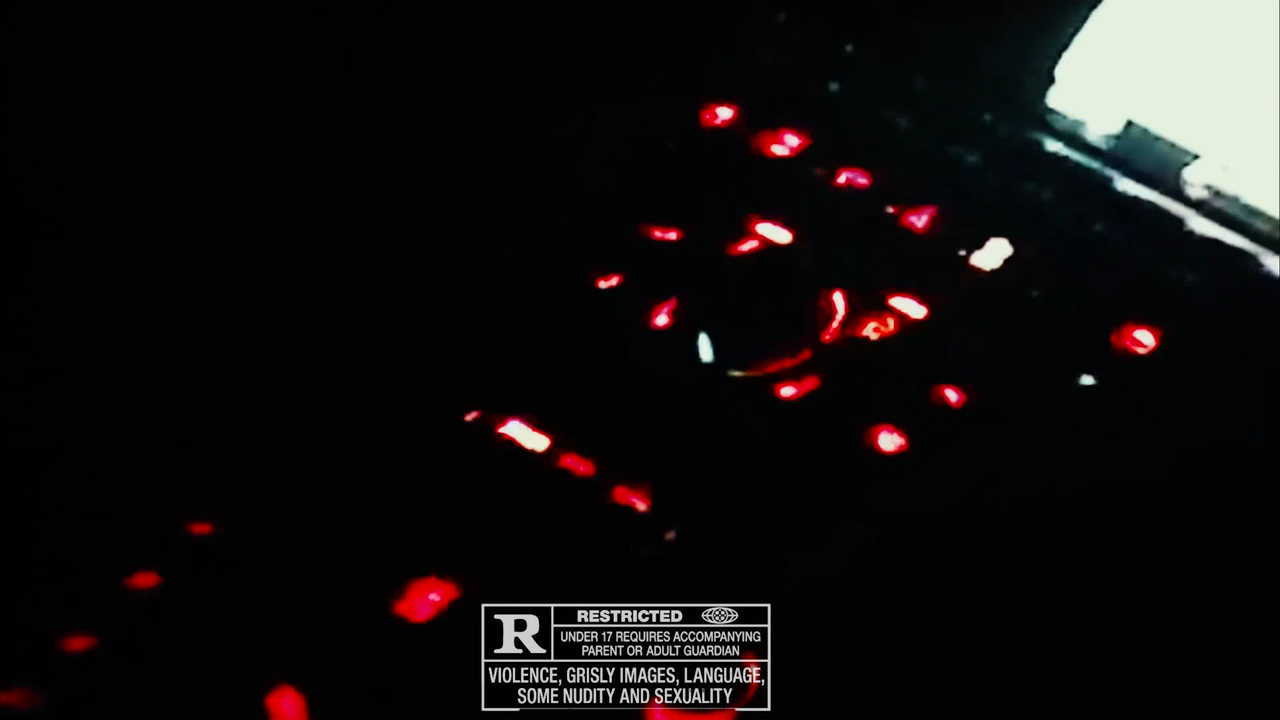 R
RESTRICTED
UNDER 17 REQUIRES ACCOMPANYING
PARENT OR ADULT GUARDIAN
VIOLENCE, GRISLY IMAGES, LANGUAGE,
SOME NUDITY AND SEXUALITY